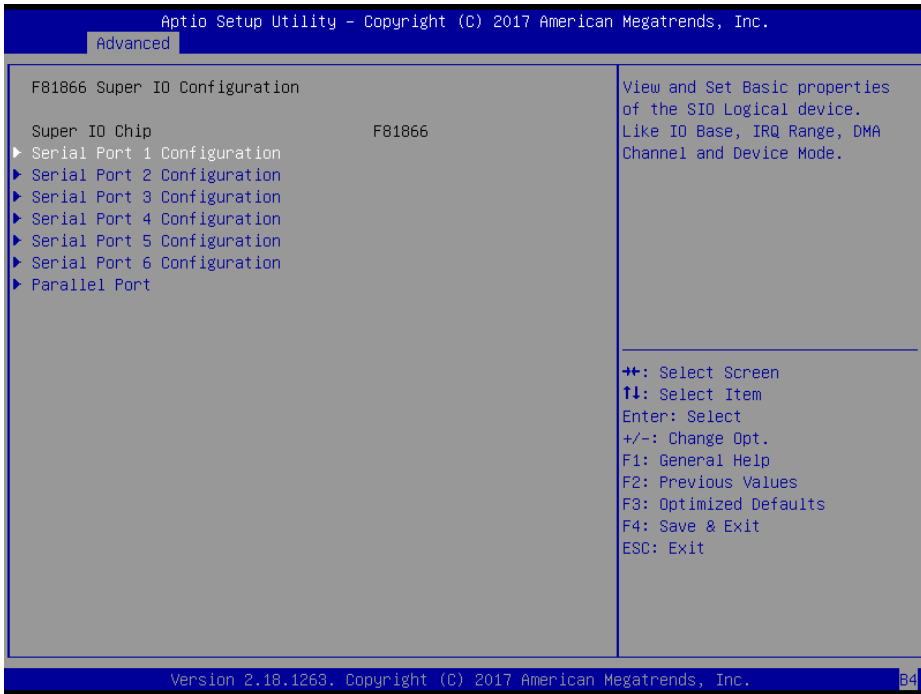 Aptio Setup Utility – Copyright (C) 2017 American Megatrends, Inc.
Advanced
F81866 Super IO Configuration
Super IO Chip F81866
Serial Port 1 Configuration
Serial Port 2 Configuration
Serial Port 3 Configuration
Serial Port 4 Configuration
Serial Port 5 Configuration
Serial Port 6 Configuration
Parallel Port
View and Set Basic properties
of the SIO Logical device.
Like IO Base, IRQ Range, DMA
Channel and Device Mode.
→←: Select Screen
↑↓: Select Item
Enter: Select
+/-: Change Opt.
F1: General Help
F2: Previous Values
F3: Optimized Defaults
F4: Save & Exit
ESC: Exit
Version 2.18.1263. Copyright (C) 2017 American Megatrends, Inc.
B4